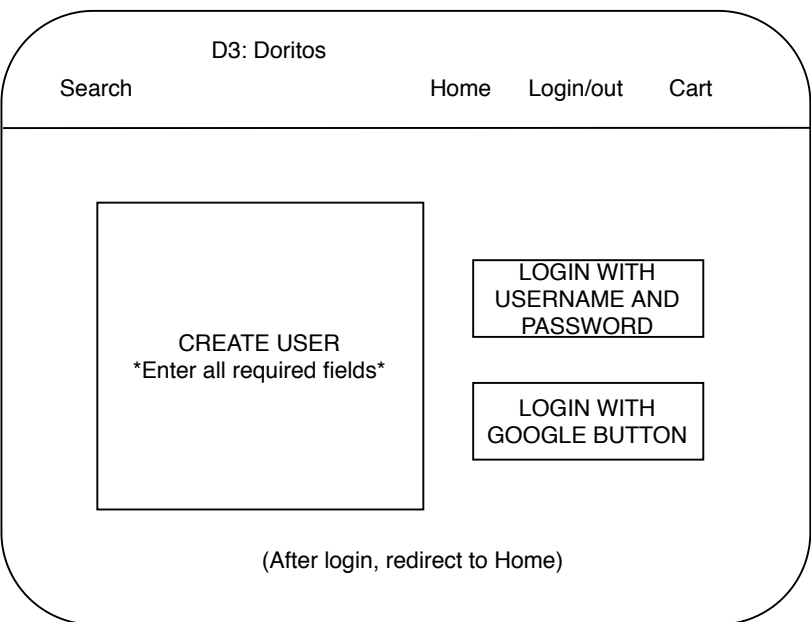 D3: Doritos
Search Home Login/out Cart
CREATE USER
*Enter all required fields*
LOGIN WITH
USERNAME AND
PASSWORD
LOGIN WITH
GOOGLE BUTTON
(After login, redirect to Home)